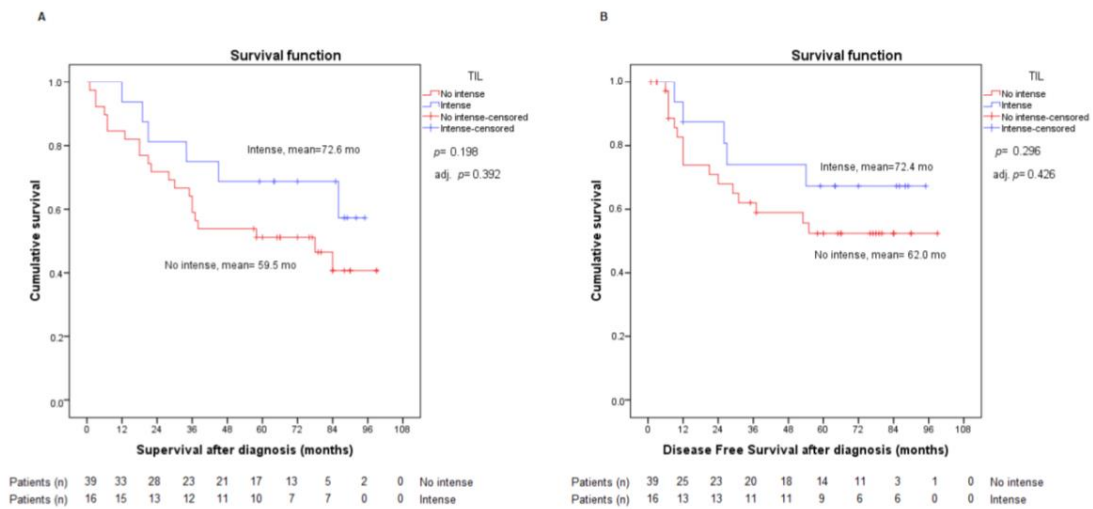 A
Survival function
1.0
0.8
0.6
0.4
0.2
0.0
Cumulative survival
Intense, mean=72.6 mo
No intense, mean= 59.5 mo
0 12 24 36 48 60 72 84 96 108
Supervival after diagnosis (months)
TIL
No intense
Intense
No intense-censored
Intense-censored
p= 0.198
adj. p= 0.392
Patients (n) 39 33 28 23 21 17 13 5 2 0 No intense
Patients (n) 16 15 13 12 11 10 7 7 0 0 Intense
B
Survival function
1.0
0.8
0.6
0.4
0.2
0.0
Cumulative survival
Intense, mean=72.4 mo
No intense, mean= 62.0 mo
0 12 24 36 48 60 72 84 96 108
Disease Free Survival after diagnosis (months)
TIL
No intense
Intense
No intense-censored
Intense-censored
p= 0.296
adj. p= 0.426
Patients (n) 39 25 23 20 18 14 11 3 1 0 No intense
Patients (n) 16 13 13 11 11 9 6 6 0 0 Intense